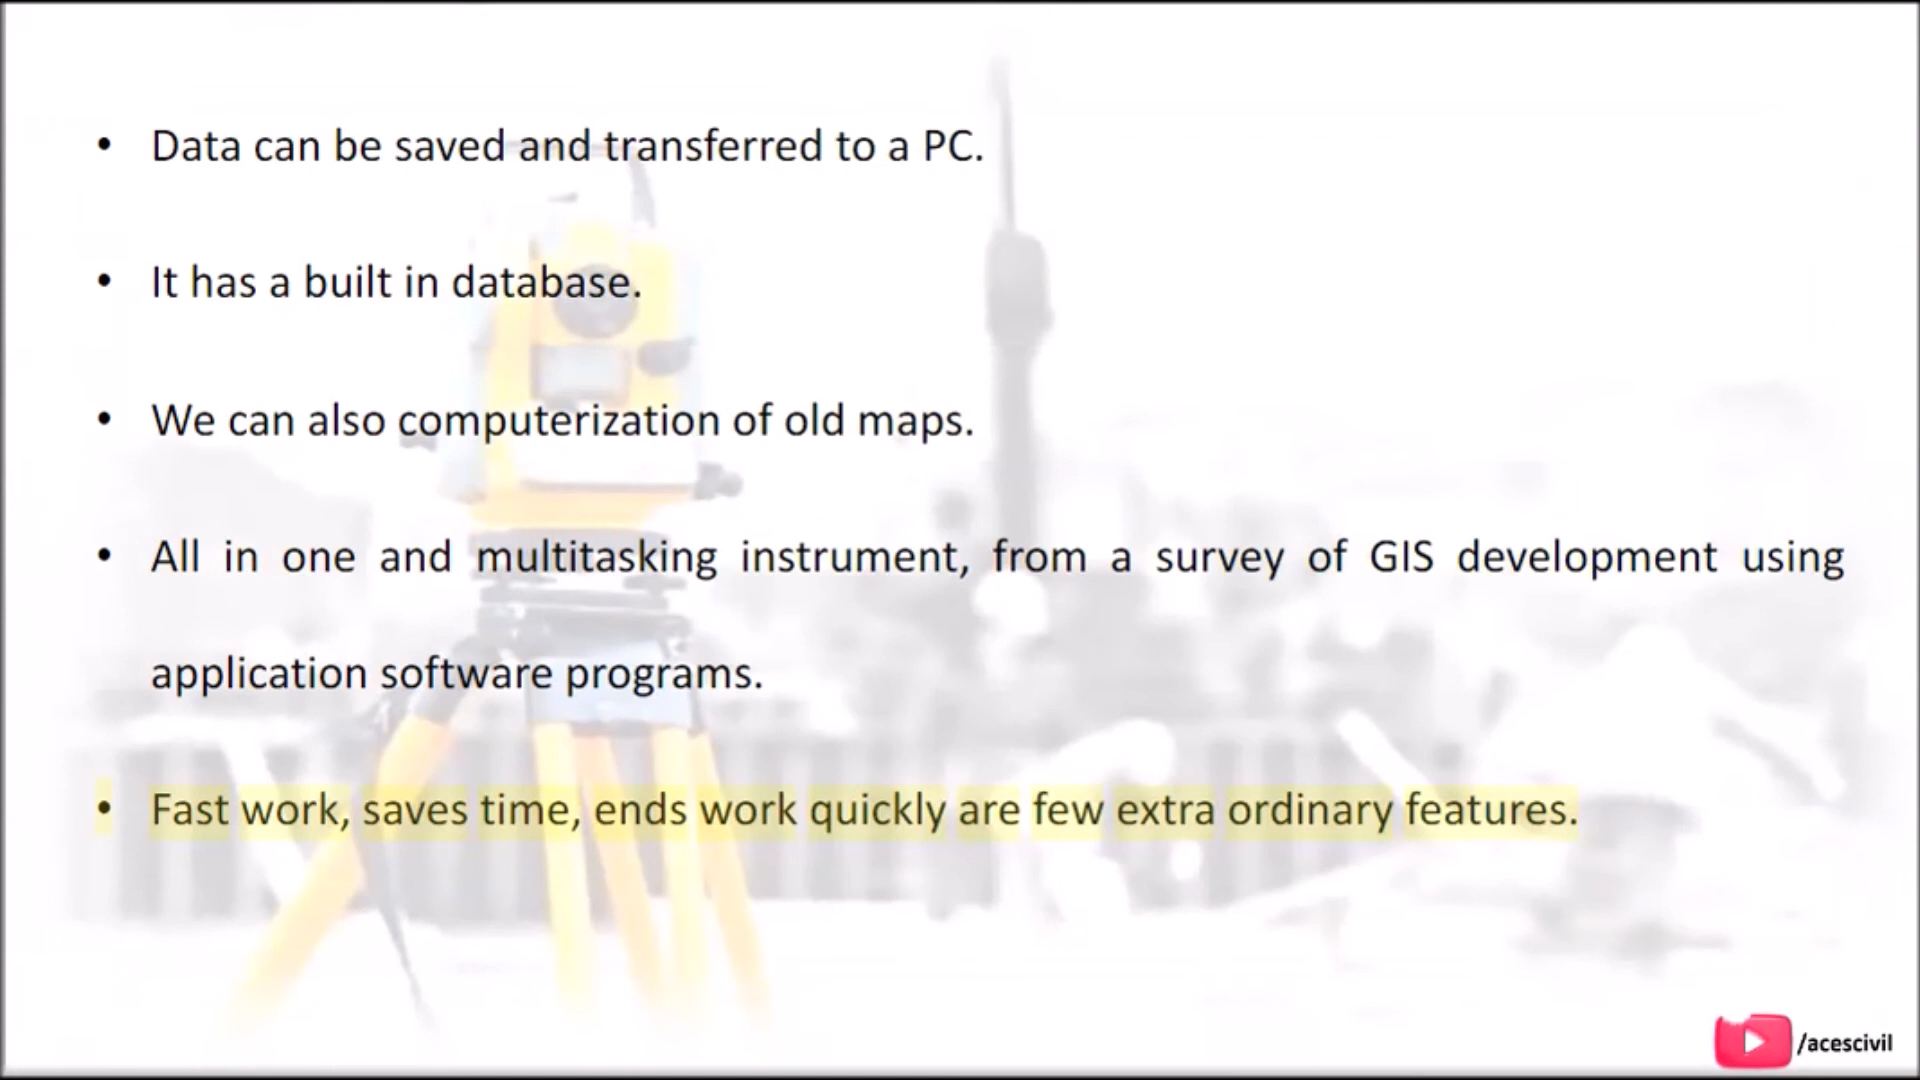 • Data can be saved and transferred to a PC.
• It has a built in database.
• We can also computerization of old maps.
• All in one and multitasking instrument, from a survey of GIS development using
application software programs.
• Fast work, saves time, ends work quickly are few extra ordinary features.
/acescivil